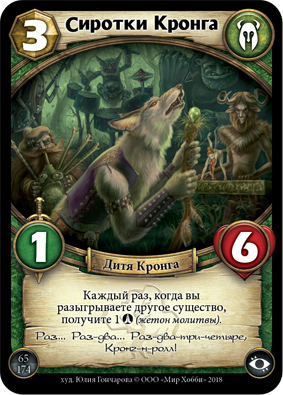 3
Сиротки Кронга
1
6
Дитя Кронга
Каждый раз, когда вы
разыгрываете другое существо,
получите 1 (жетон молитвы).
Раз... Раз-два... Раз-два-три-четыре,
Кронг-н-ролл!
65
174
худ. Юлия Гончарова © ООО «Мир Хобби» 2018